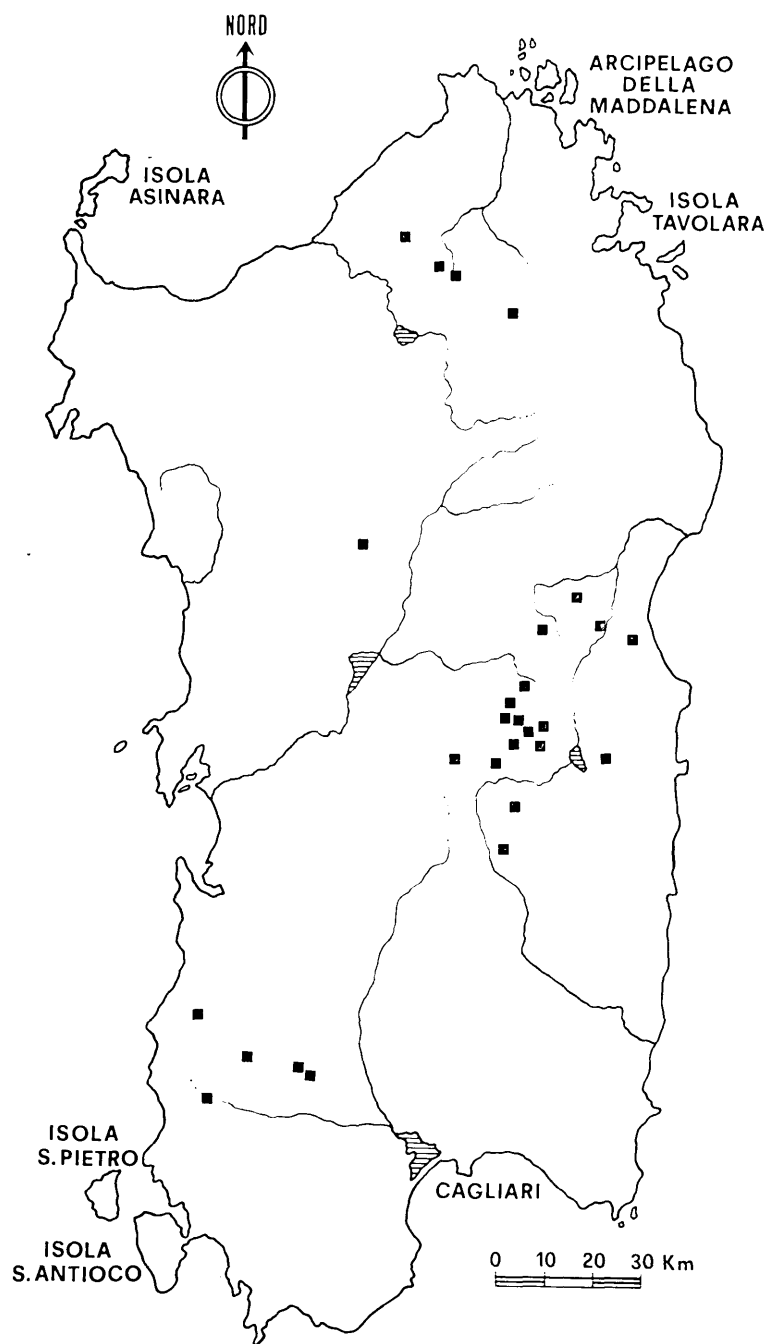 NORD
ARCIPELAGO
DELLA
MADDALENA
ISOLA
ASINARA
ISOLA
TAVOLARA
ISOLA
S.PIETRO
CAGLIARI
ISOLA
S.ANTIOCO
0 10 20 30 Km